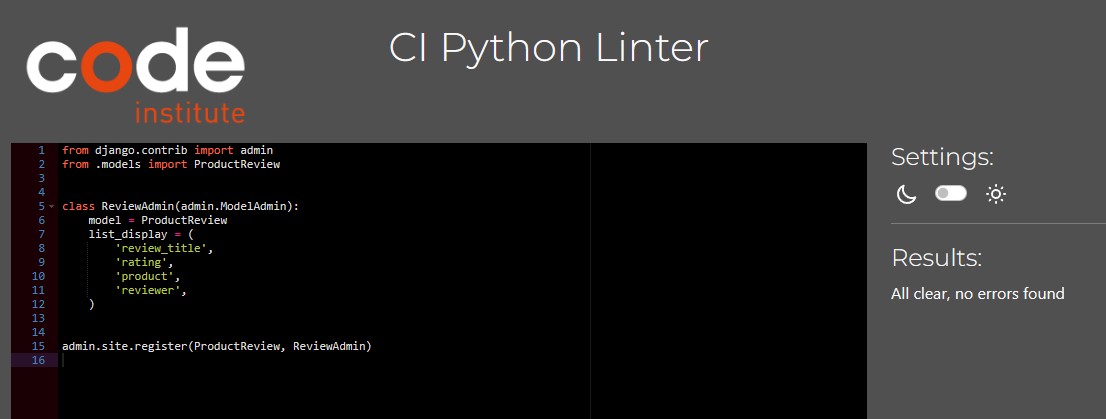 code
institute
CI Python Linter
1 from django.contrib import admin
2 from .models import ProductReview
3
4
5 class ReviewAdmin(admin.ModelAdmin):
6     model = ProductReview
7     list_display = (
8         'review_title',
9         'rating',
10         'product',
11         'reviewer',
12     )
13
14
15 admin.site.register(ProductReview, ReviewAdmin)
16
Settings:
Results:
All clear, no errors found